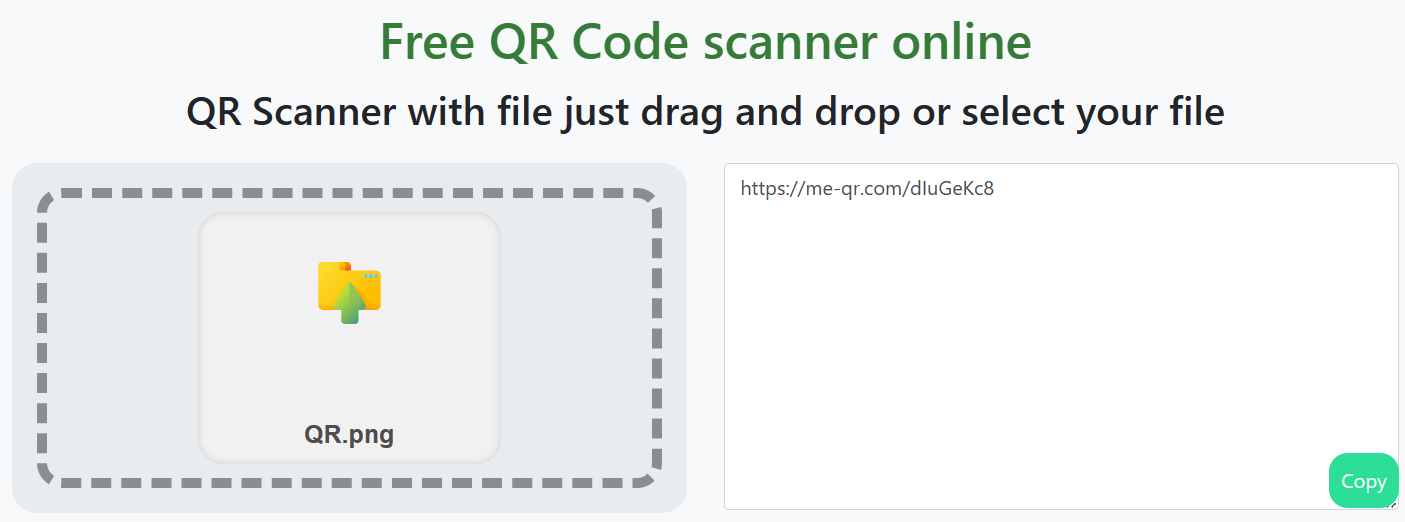 Free QR Code scanner online
QR Scanner with file just drag and drop or select your file
https://me-qr.com/dIuGeKc8
QR.png
Copy